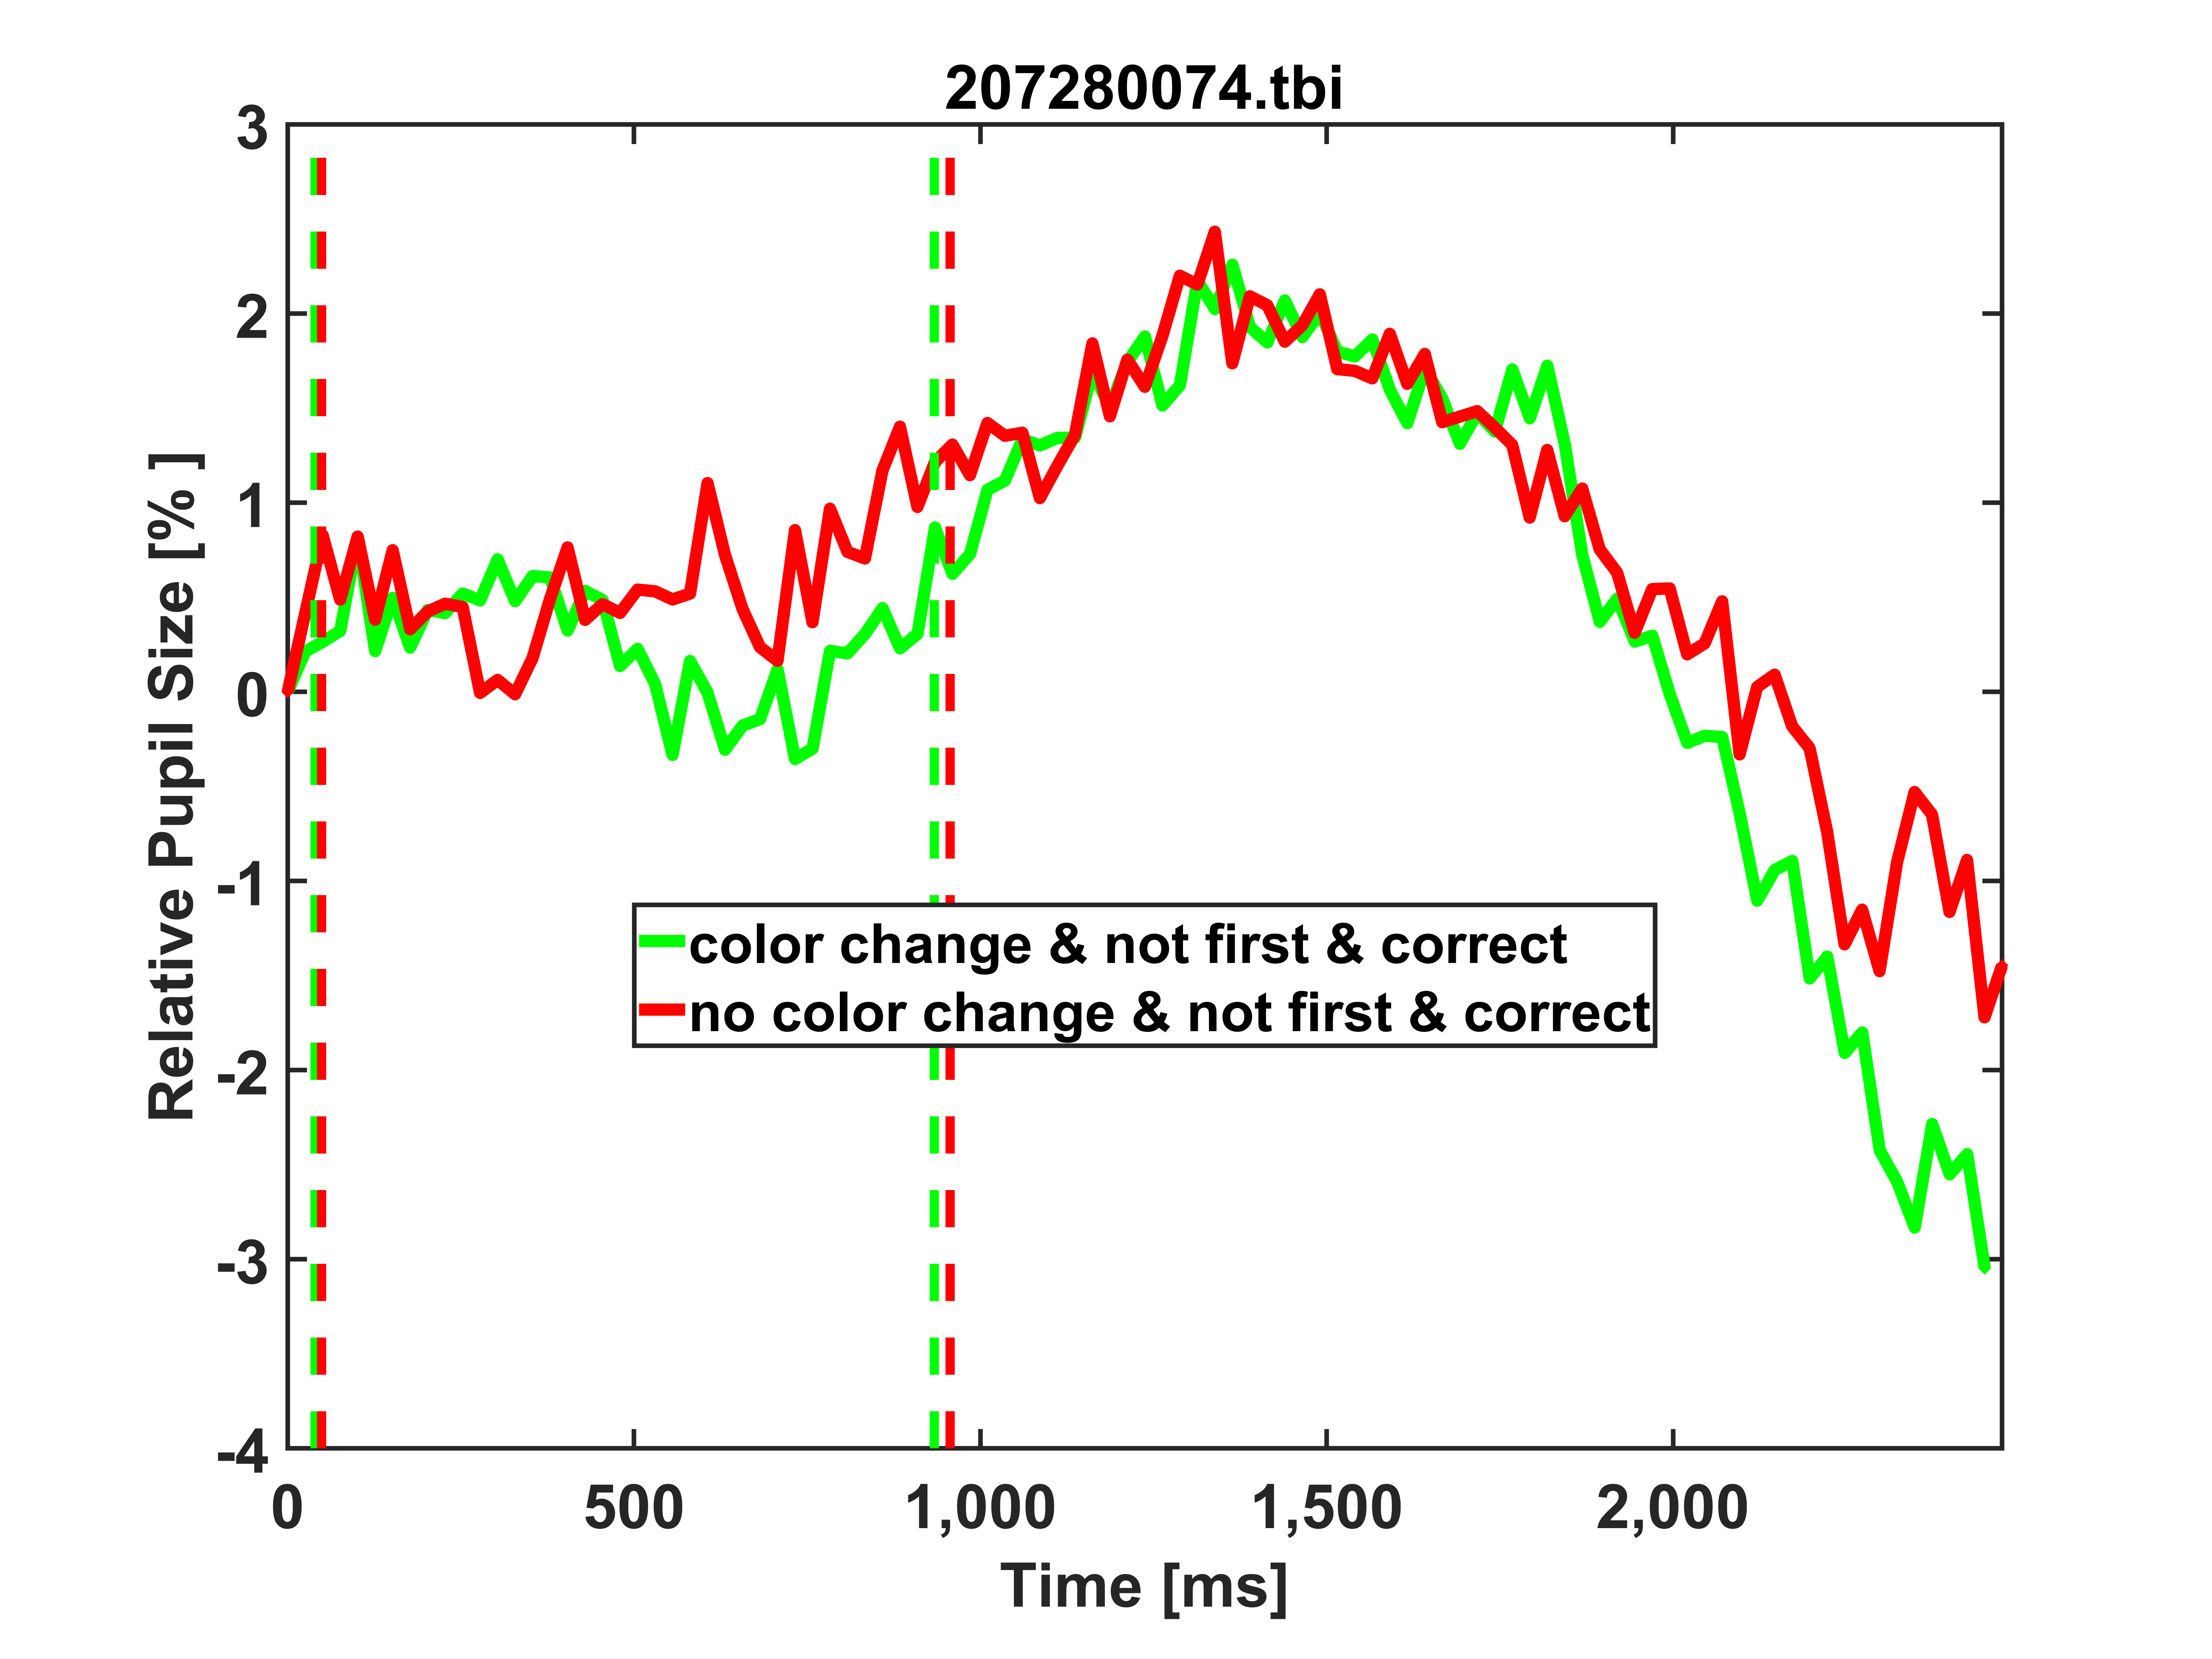 207280074.tbi
3
2
1
0
-1
-2
-3
-4
Relative Pupil Size [% ]
color change & not first & correct
no color change & not first & correct
0 500 1,000 1,500 2,000
Time [ms]